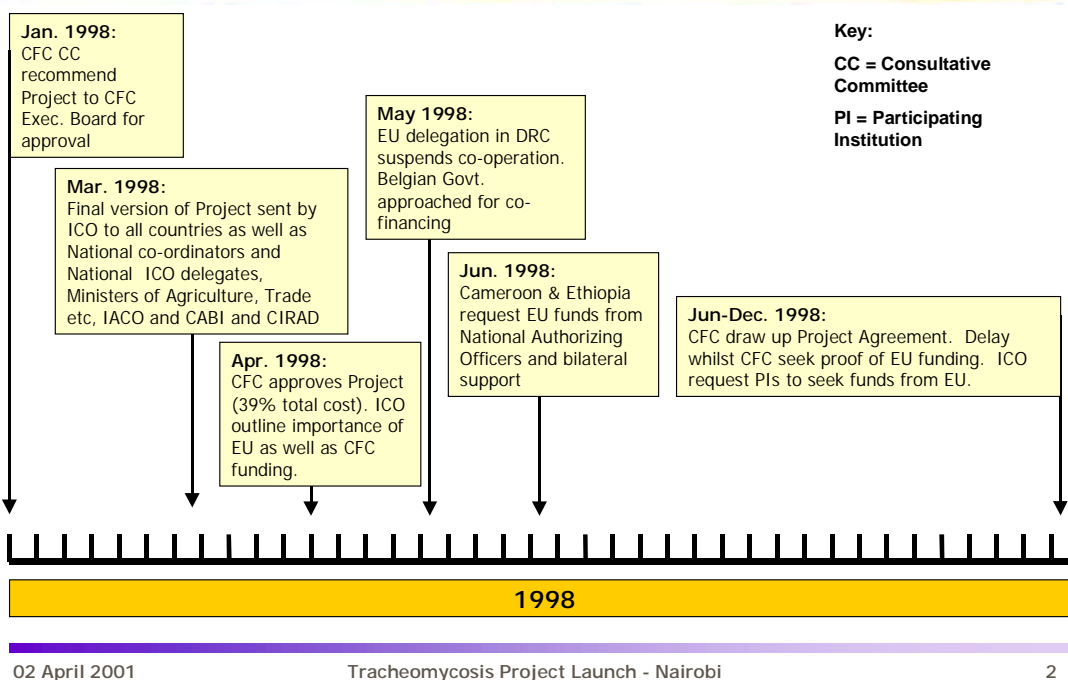 Jan. 1998:
CFC CC
recommend
Project to CFC
Exec. Board for
approval
Key:
CC = Consultative
Committee
PI = Participating
Institution
May 1998:
EU delegation in DRC
suspends co-operation.
Belgian Govt.
approached for co-
financing
Mar. 1998:
Final version of Project sent by
ICO to all countries as well as
National co-ordinators and
National ICO delegates,
Ministers of Agriculture, Trade
etc, IACO and CABI and CIRAD
Jun. 1998:
Cameroon & Ethiopia
request EU funds from
National Authorizing
Officers and bilateral
support
Jun-Dec. 1998:
CFC draw up Project Agreement. Delay
whilst CFC seek proof of EU funding. ICO
request PIs to seek funds from EU.
Apr. 1998:
CFC approves Project
(39% total cost). ICO
outline importance of
EU as well as CFC
funding.
1998
02 April 2001
Tracheomycosis Project Launch - Nairobi
2